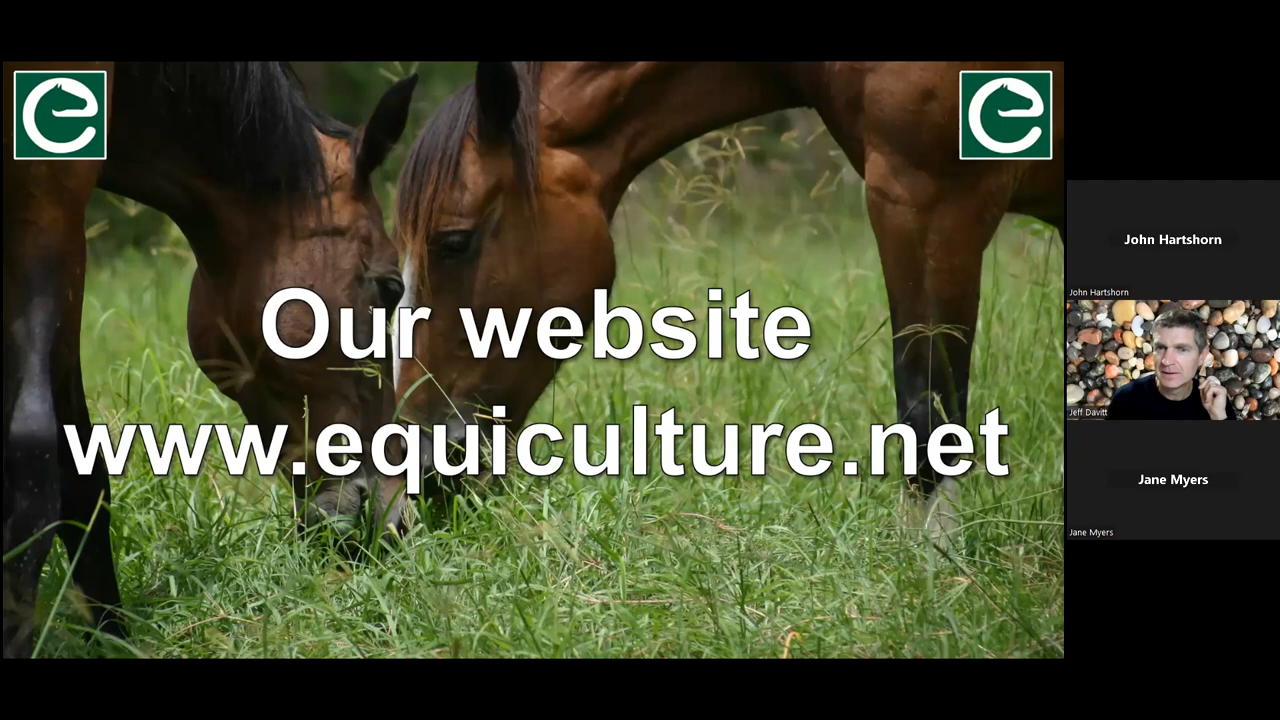 Our website
www.equiculture.net
John Hartshorn
John Hartshorn
Jeff Davitt
Jane Myers
Jane Myers